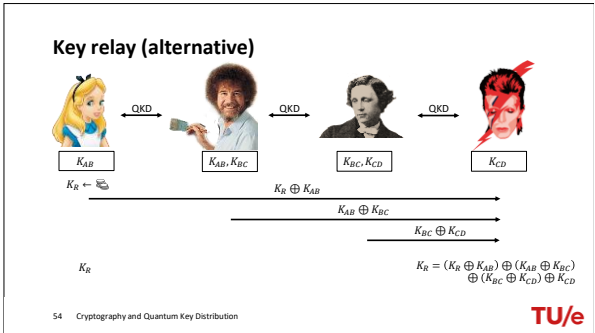 Key relay (alternative)
QKD QKD QKD
K_AB K_AB, K_BC K_BC, K_CD K_CD
K_R ←
K_R ⊕ K_AB
K_AB ⊕ K_BC
K_BC ⊕ K_CD
K_R K_R = (K_R ⊕ K_AB) ⊕ (K_AB ⊕ K_BC)
⊕ (K_BC ⊕ K_CD) ⊕ K_CD
54 Cryptography and Quantum Key Distribution
TU/e